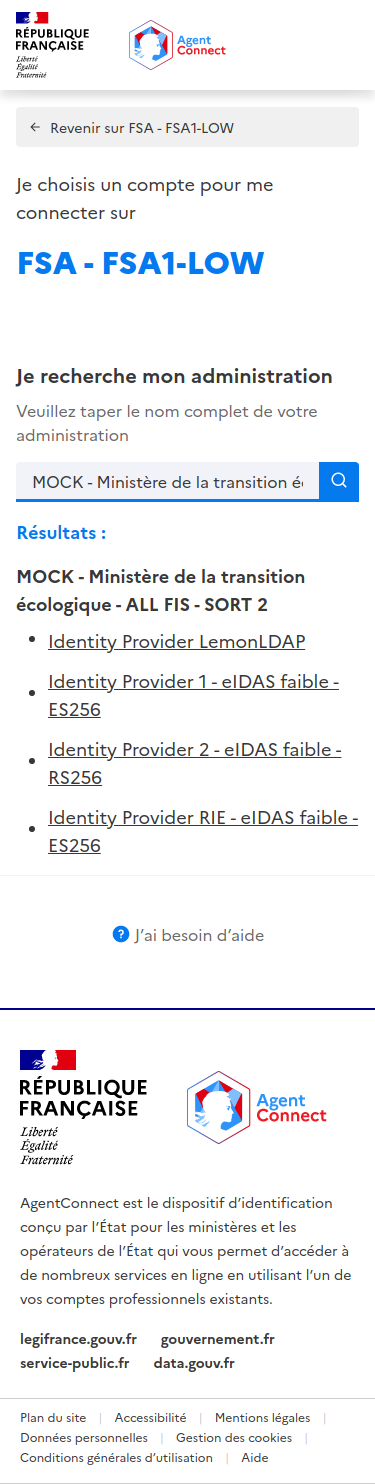 RÉPUBLIQUE
FRANÇAISE
Liberté
Égalité
Fraternité
Agent
Connect
Revenir sur FSA - FSA1-LOW
Je choisis un compte pour me
connecter sur
FSA - FSA1-LOW
Je recherche mon administration
Veuillez taper le nom complet de votre
administration
MOCK - Ministère de la transition é
Résultats :
MOCK - Ministère de la transition
écologique - ALL FIS - SORT 2
Identity Provider LemonLDAP
Identity Provider 1 - eIDAS faible -
ES256
Identity Provider 2 - eIDAS faible -
RS256
Identity Provider RIE - eIDAS faible -
ES256
J’ai besoin d’aide
RÉPUBLIQUE
FRANÇAISE
Liberté
Égalité
Fraternité
Agent
Connect
AgentConnect est le dispositif d’identification
conçu par l’État pour les ministères et les
opérateurs de l’État qui vous permet d’accéder à
de nombreux services en ligne en utilisant l’un de
vos comptes professionnels existants.
legifrance.gouv.fr gouvernement.fr
service-public.fr data.gouv.fr
Plan du site | Accessibilité | Mentions légales |
Données personnelles | Gestion des cookies |
Conditions générales d’utilisation | Aide